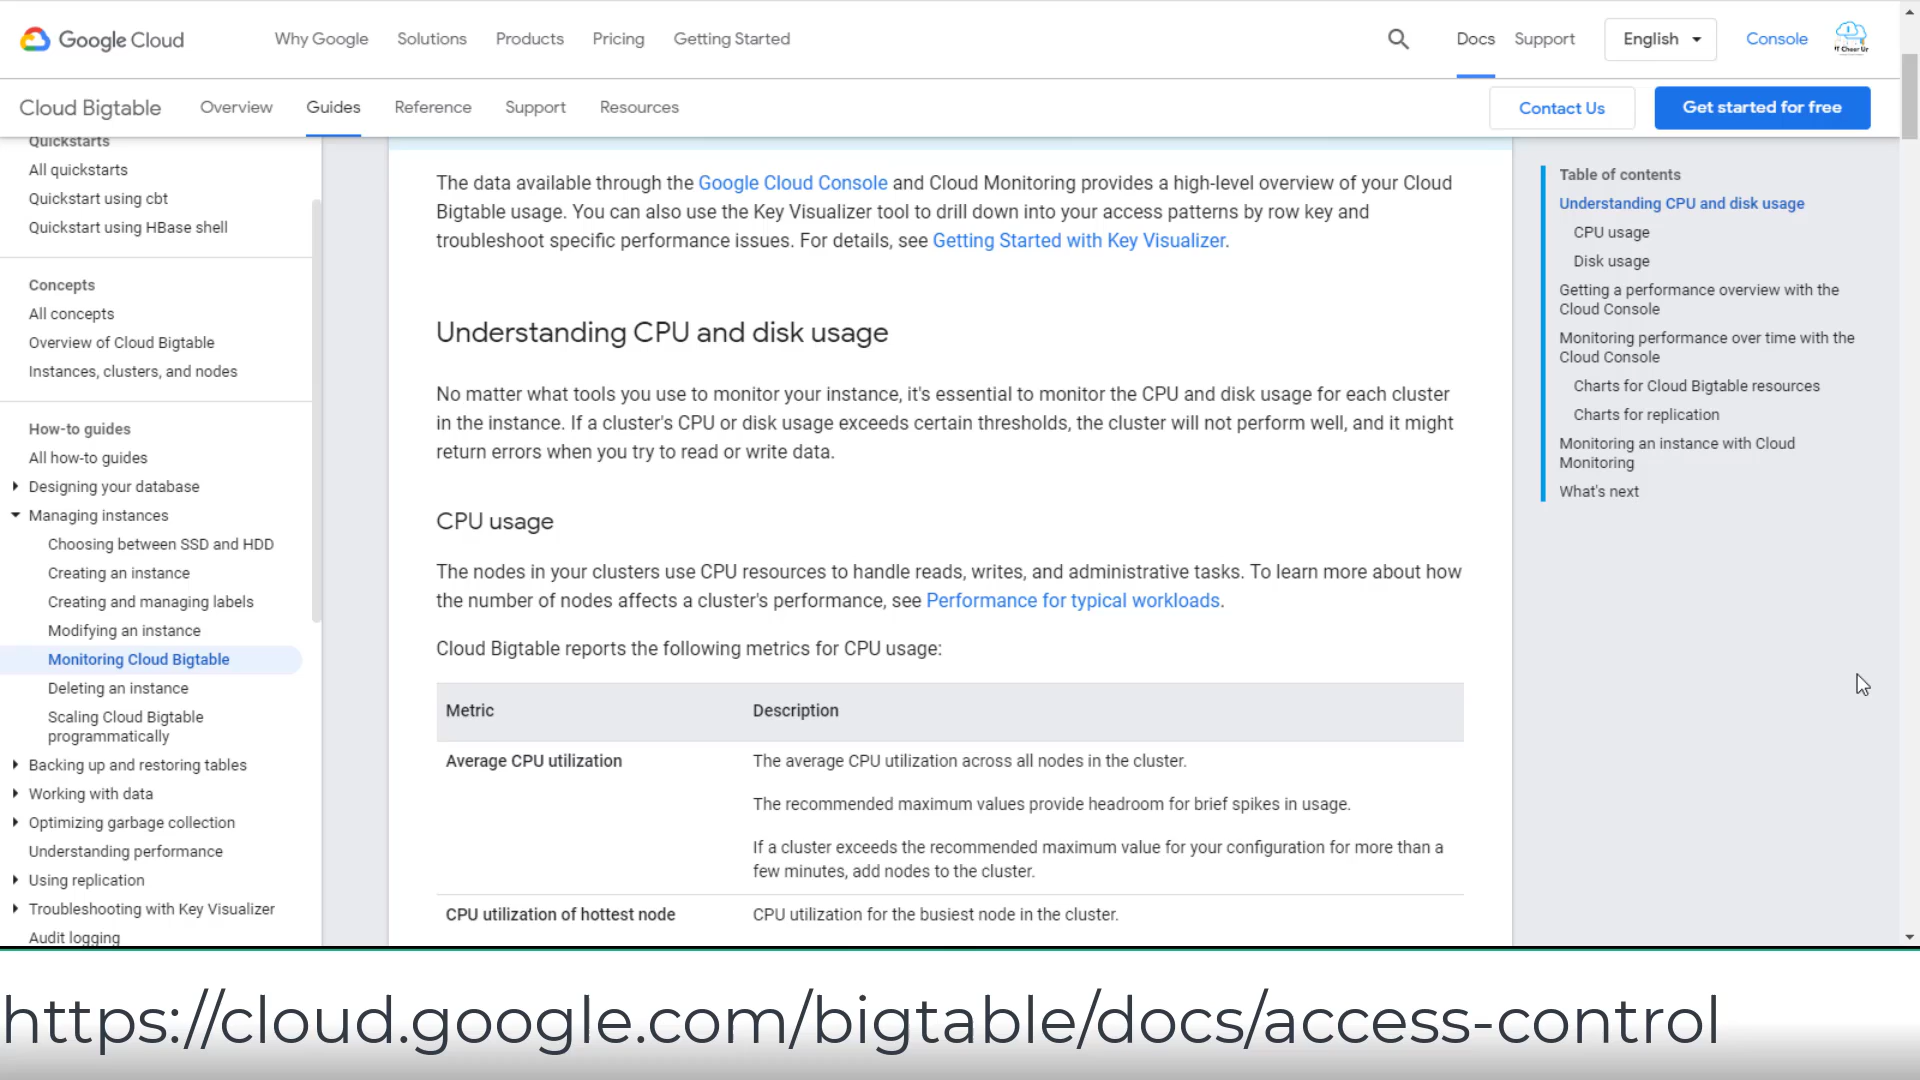 Google Cloud
Why Google
Solutions
Products
Pricing
Getting Started
Docs
Support
English
Console
IT Cheer Up
Cloud Bigtable
Overview
Guides
Reference
Support
Resources
Contact Us
Get started for free
Quickstarts
All quickstarts
Quickstart using cbt
Quickstart using HBase shell
Concepts
All concepts
Overview of Cloud Bigtable
Instances, clusters, and nodes
How-to guides
All how-to guides
Designing your database
Managing instances
Choosing between SSD and HDD
Creating an instance
Creating and managing labels
Modifying an instance
Monitoring Cloud Bigtable
Deleting an instance
Scaling Cloud Bigtable
programmatically
Backing up and restoring tables
Working with data
Optimizing garbage collection
Understanding performance
Using replication
Troubleshooting with Key Visualizer
Audit logging
The data available through the Google Cloud Console and Cloud Monitoring provides a high-level overview of your Cloud
Bigtable usage. You can also use the Key Visualizer tool to drill down into your access patterns by row key and
troubleshoot specific performance issues. For details, see Getting Started with Key Visualizer.
Understanding CPU and disk usage
No matter what tools you use to monitor your instance, it's essential to monitor the CPU and disk usage for each cluster
in the instance. If a cluster's CPU or disk usage exceeds certain thresholds, the cluster will not perform well, and it might
return errors when you try to read or write data.
CPU usage
The nodes in your clusters use CPU resources to handle reads, writes, and administrative tasks. To learn more about how
the number of nodes affects a cluster's performance, see Performance for typical workloads.
Cloud Bigtable reports the following metrics for CPU usage:
Metric
Description
Average CPU utilization
The average CPU utilization across all nodes in the cluster.
The recommended maximum values provide headroom for brief spikes in usage.
If a cluster exceeds the recommended maximum value for your configuration for more than a
few minutes, add nodes to the cluster.
CPU utilization of hottest node
CPU utilization for the busiest node in the cluster.
Table of contents
Understanding CPU and disk usage
CPU usage
Disk usage
Getting a performance overview with the
Cloud Console
Monitoring performance over time with the
Cloud Console
Charts for Cloud Bigtable resources
Charts for replication
Monitoring an instance with Cloud
Monitoring
What's next
https://cloud.google.com/bigtable/docs/access-control